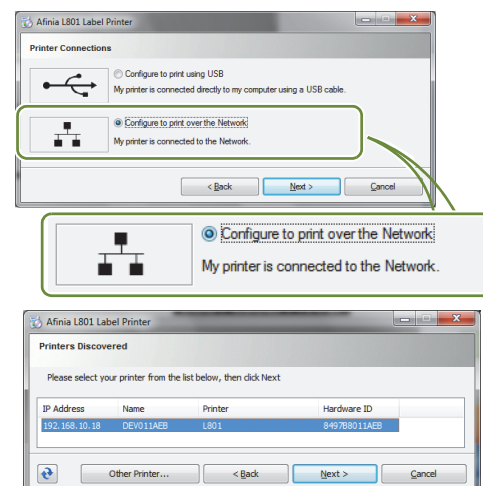 Afinia L801 Label Printer
Printer Connections
Configure to print using USB
My printer is connected directly to my computer using a USB cable.
Configure to print over the Network
My printer is connected to the Network.
< Back Next > Cancel
Configure to print over the Network
My printer is connected to the Network.
Afinia L801 Label Printer
Printers Discovered
Please select your printer from the list below, then click Next
IP Address Name Printer Hardware ID
192.168.10.18 DEV011AEB L801 8497B8011AEB
Other Printer... < Back Next > Cancel